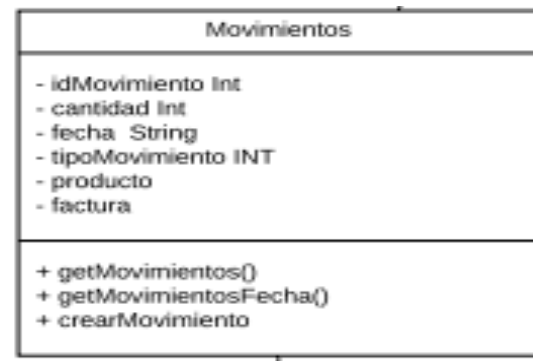 Movimientos
- idMovimiento Int
- cantidad Int
- fecha String
- tipoMovimiento INT
- producto
- factura
+ getMovimientos()
+ getMovimientosFecha()
+ crearMovimiento